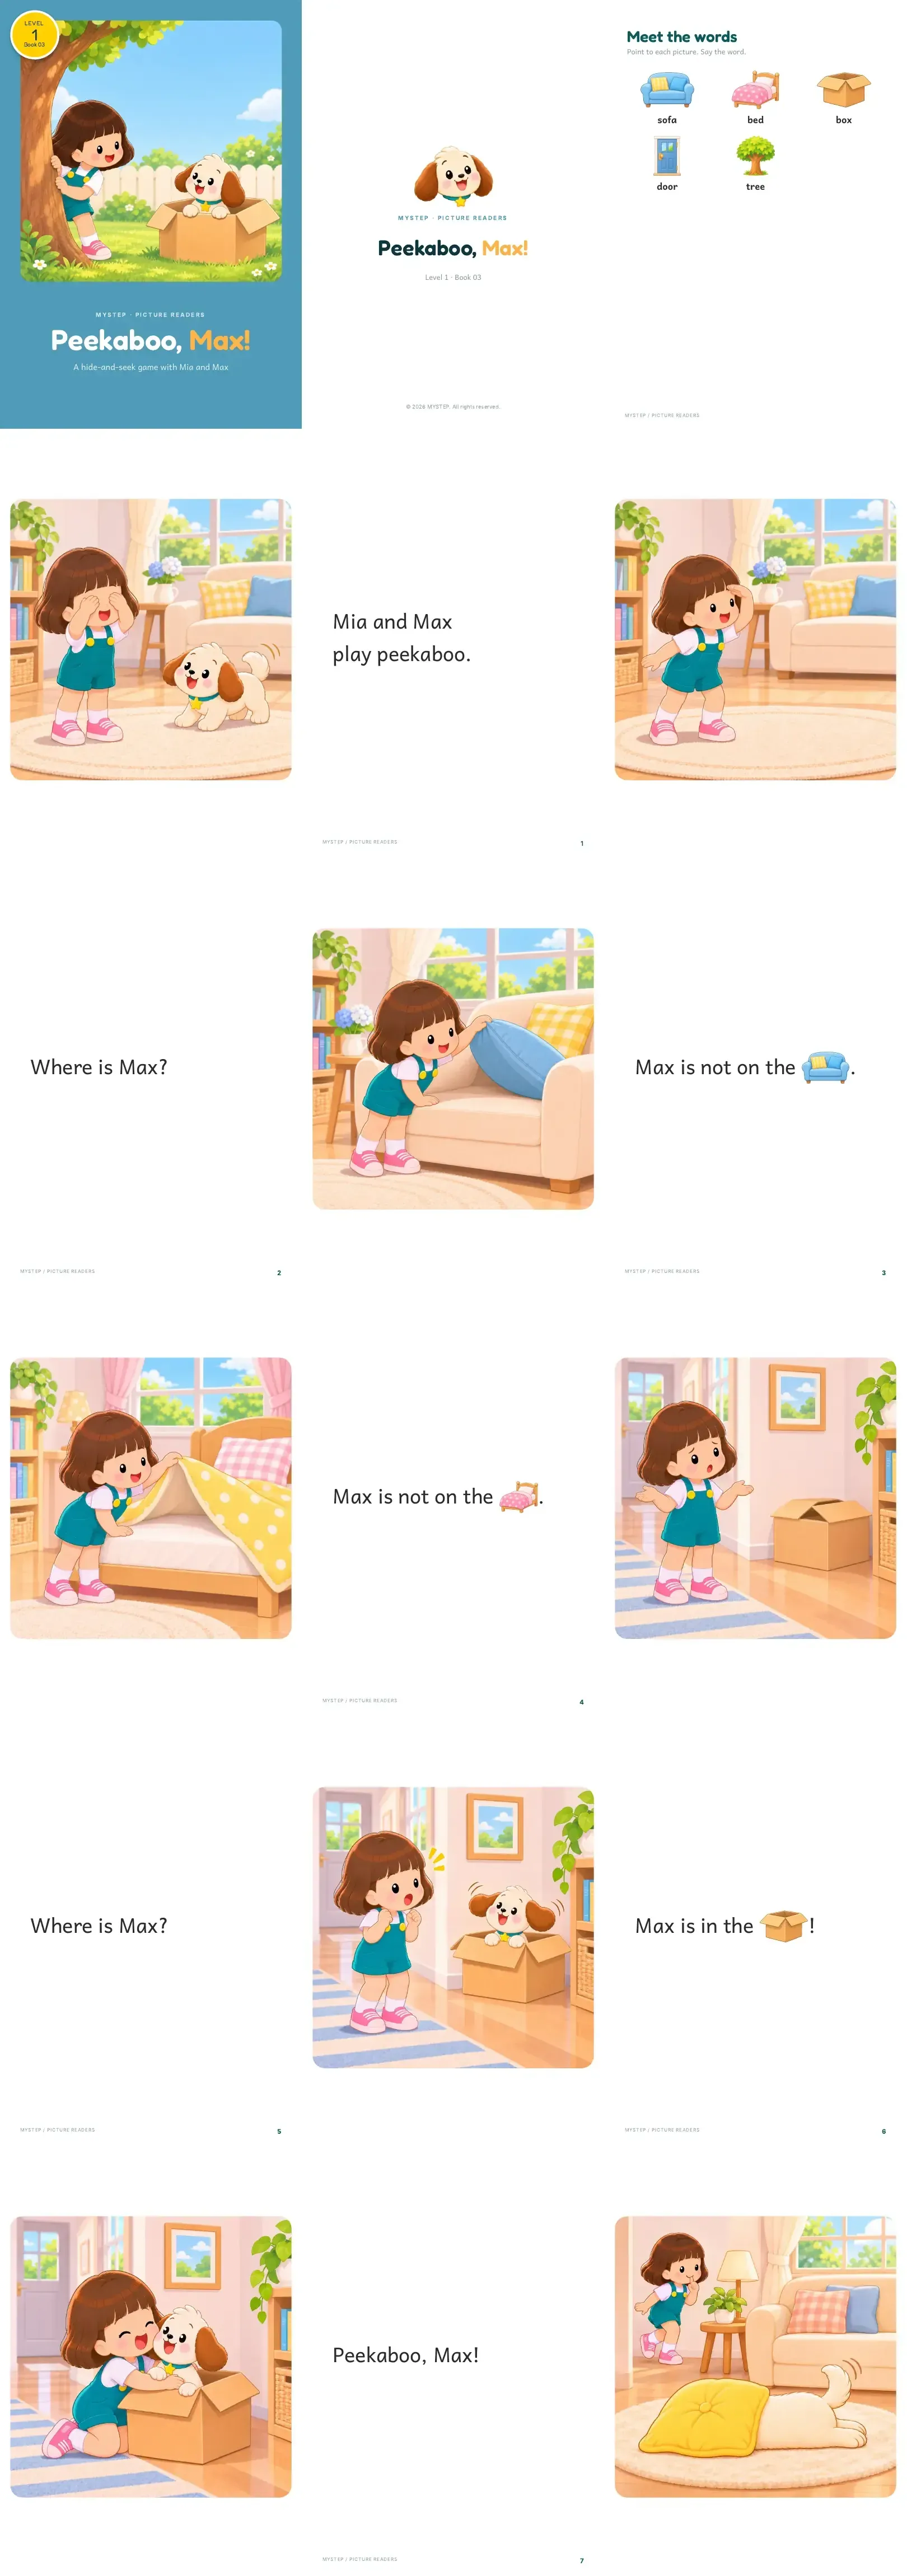 LEVEL
1
Book 03
MYSTEP · PICTURE READERS
Peekaboo, Max!
A hide-and-seek game with Mia and Max
MYSTEP · PICTURE READERS
Peekaboo, Max!
Level 1 · Book 03
© 2026 MYSTEP. All rights reserved.
Meet the words
Point to each picture. Say the word.
sofa
bed
box
door
tree
MYSTEP / PICTURE READERS
Mia and Max
play peekaboo.
MYSTEP / PICTURE READERS
1
Where is Max?
MYSTEP / PICTURE READERS
2
Max is not on the .
MYSTEP / PICTURE READERS
3
Max is not on the .
MYSTEP / PICTURE READERS
4
Where is Max?
MYSTEP / PICTURE READERS
5
Max is in the !
MYSTEP / PICTURE READERS
6
Peekaboo, Max!
MYSTEP / PICTURE READERS
7